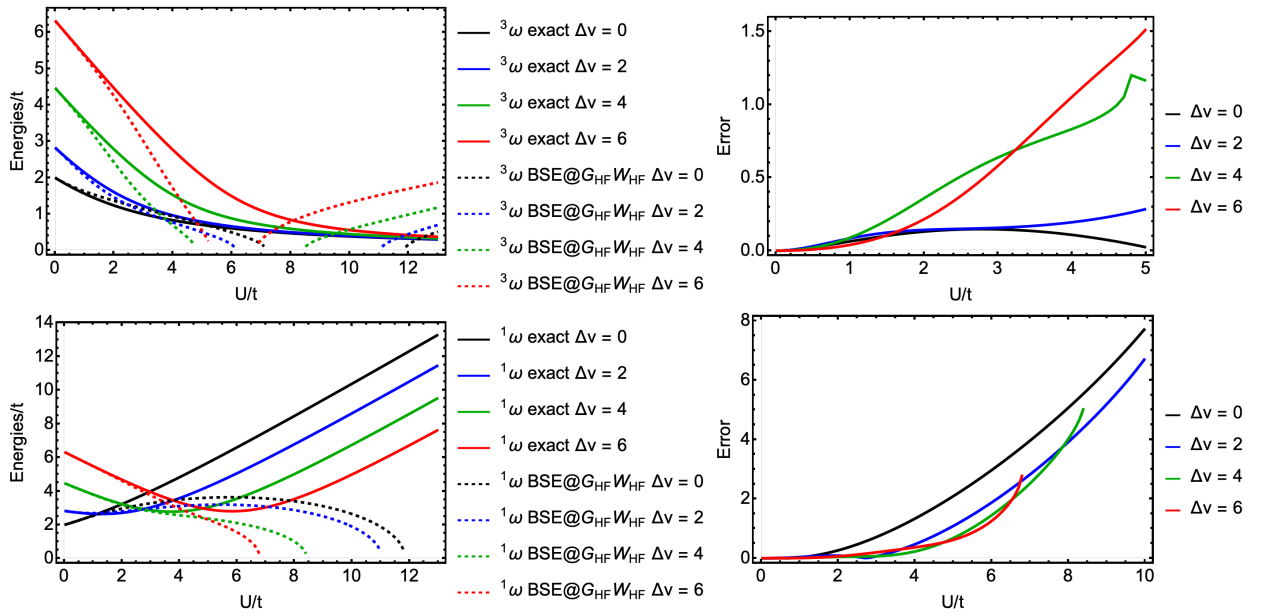 Energies/t
6
5
4
3
2
1
0
0 2 4 6 8 10 12
U/t
³ω exact Δv = 0
³ω exact Δv = 2
³ω exact Δv = 4
³ω exact Δv = 6
³ω BSE@G_HF W_HF Δv = 0
³ω BSE@G_HF W_HF Δv = 2
³ω BSE@G_HF W_HF Δv = 4
³ω BSE@G_HF W_HF Δv = 6
Error
1.5
1.0
0.5
0.0
0 1 2 3 4 5
U/t
Δv = 0
Δv = 2
Δv = 4
Δv = 6
Energies/t
14
12
10
8
6
4
2
0
0 2 4 6 8 10 12
U/t
¹ω exact Δv = 0
¹ω exact Δv = 2
¹ω exact Δv = 4
¹ω exact Δv = 6
¹ω BSE@G_HF W_HF Δv = 0
¹ω BSE@G_HF W_HF Δv = 2
¹ω BSE@G_HF W_HF Δv = 4
¹ω BSE@G_HF W_HF Δv = 6
Error
8
6
4
2
0
0 2 4 6 8 10
U/t
Δv = 0
Δv = 2
Δv = 4
Δv = 6